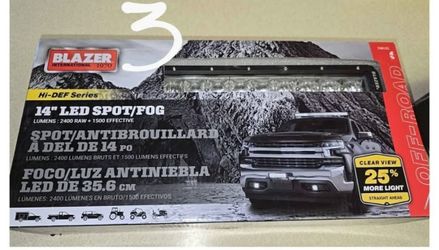 3
BLAZER
INTERNATIONAL
Hi-DEF Series
14" LED SPOT/FOG
LUMENS : 2400 RAW • 1500 EFFECTIVE
SPOT/ANTIBROUILLARD
À DEL DE 14 PO
LUMENS : 2400 LUMENS BRUTS ET 1500 LUMENS EFFECTIFS
FOCO/LUZ ANTINIEBLA
LED DE 35.6 CM
LÚMENES: 2400 LÚMENES EN BRUTO/1500 EFFECTIVOS
CLEAR VIEW
25%
MORE LIGHT
STRAIGHT AHEAD
OFF-ROAD